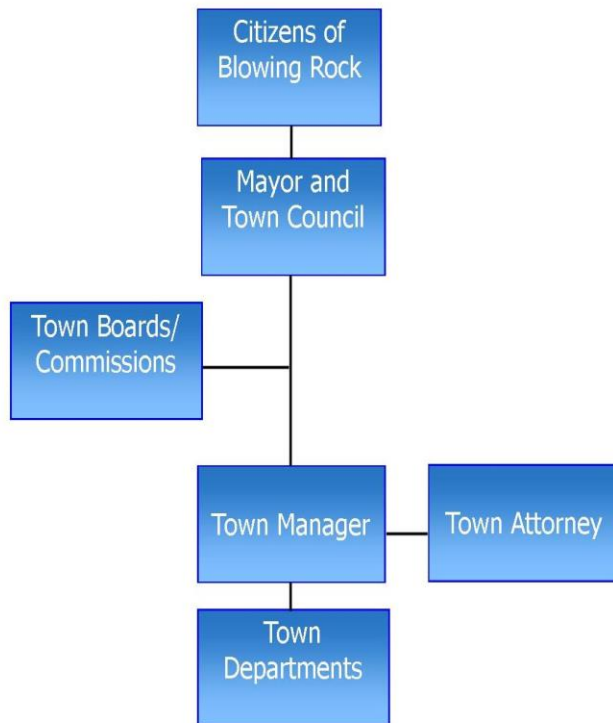 Citizens of
Blowing Rock
Mayor and
Town Council
Town Boards/
Commissions
Town Manager
Town Attorney
Town
Departments